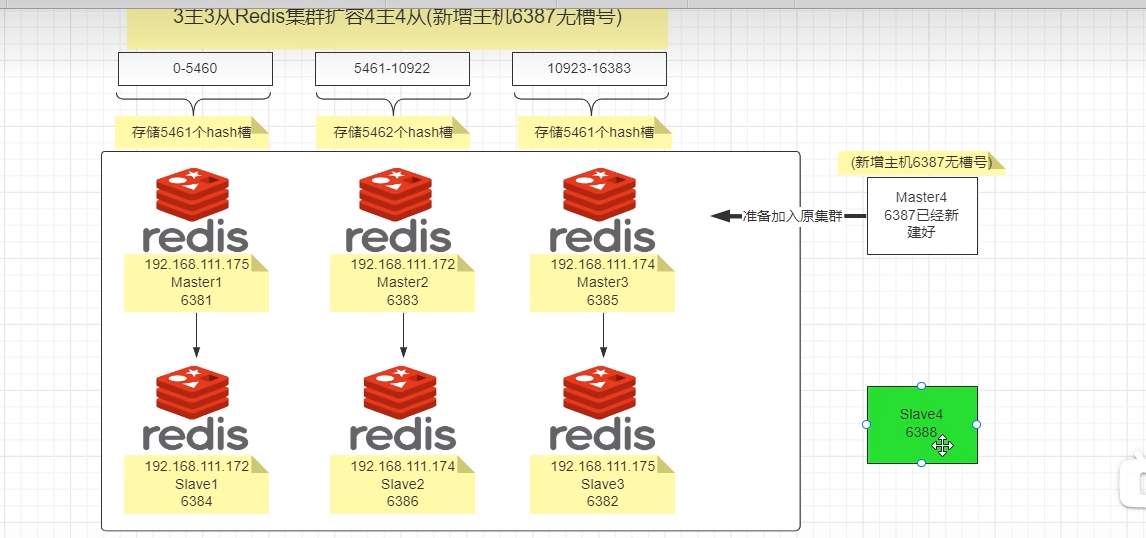 3主3从Redis集群扩容4主4从(新增主机6387无槽号)
0-5460
5461-10922
10923-16383
存储5461个hash槽
存储5462个hash槽
存储5461个hash槽
(新增主机6387无槽号)
Master4
6387已经新
建好
准备加入原集群
redis
redis
redis
192.168.111.175
Master1
6381
192.168.111.172
Master2
6383
192.168.111.174
Master3
6385
redis
redis
redis
192.168.111.172
Slave1
6384
192.168.111.174
Slave2
6386
192.168.111.175
Slave3
6382
Slave4
6388